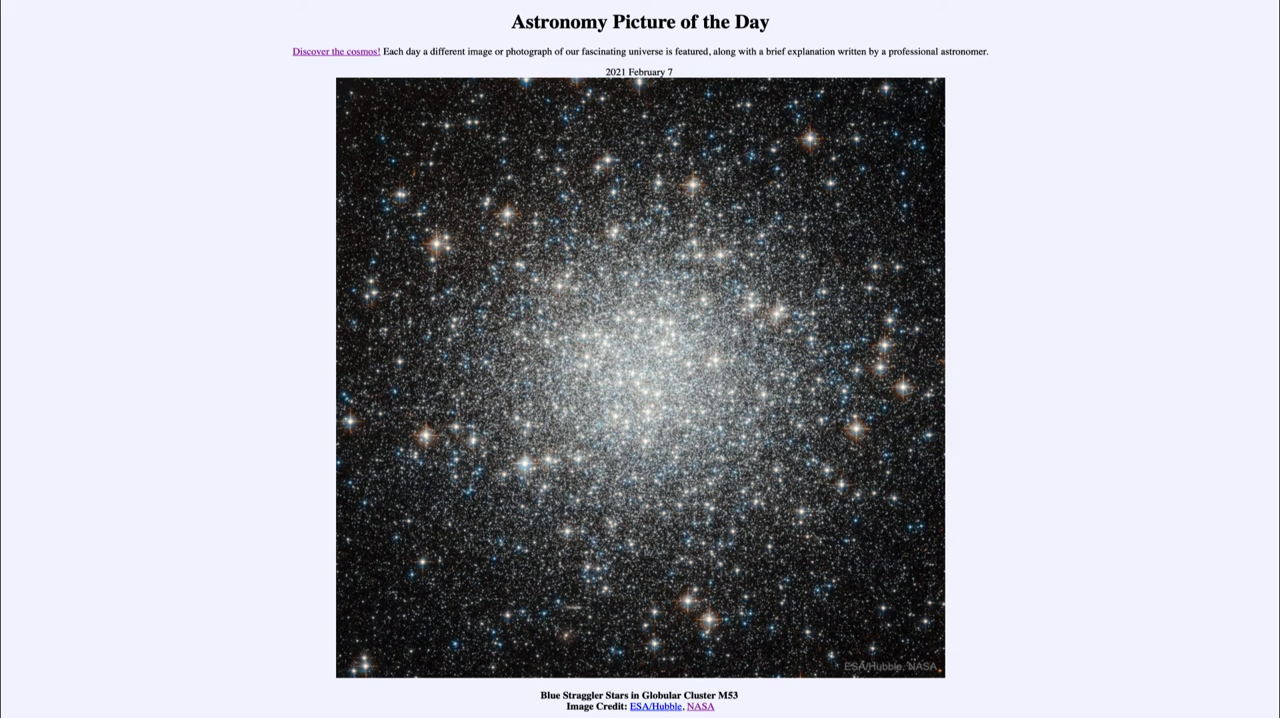 Astronomy Picture of the Day
Discover the cosmos! Each day a different image or photograph of our fascinating universe is featured, along with a brief explanation written by a professional astronomer.
2021 February 7
ESA/Hubble, NASA
Blue Straggler Stars in Globular Cluster M53
Image Credit: ESA/Hubble, NASA